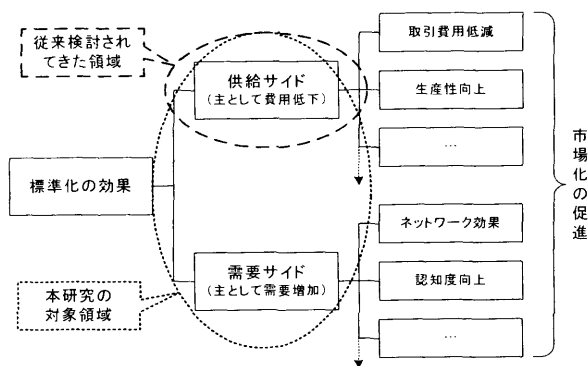 従来検討され
てきた領域
供給サイド
(主として費用低下)
取引費用低減
生産性向上
…
標準化の効果
市場化の促進
ネットワーク効果
需要サイド
(主として需要増加)
認知度向上
…
本研究の
対象領域